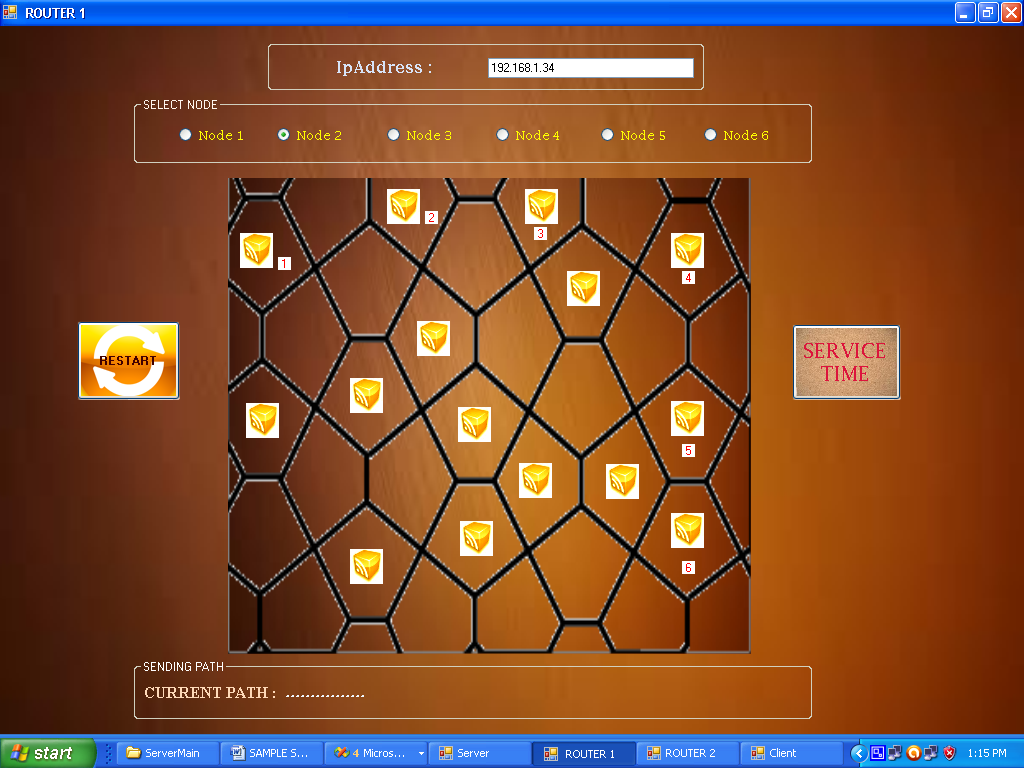 ROUTER 1
IpAddress :
192.168.1.34
SELECT NODE
Node 1 Node 2 Node 3 Node 4 Node 5 Node 6
2
3
1
4
RESTART
SERVICE
TIME
5
6
SENDING PATH
CURRENT PATH : ................
start ServerMain SAMPLE S... 4 Micros... Server ROUTER 1 ROUTER 2 Client 1:15 PM